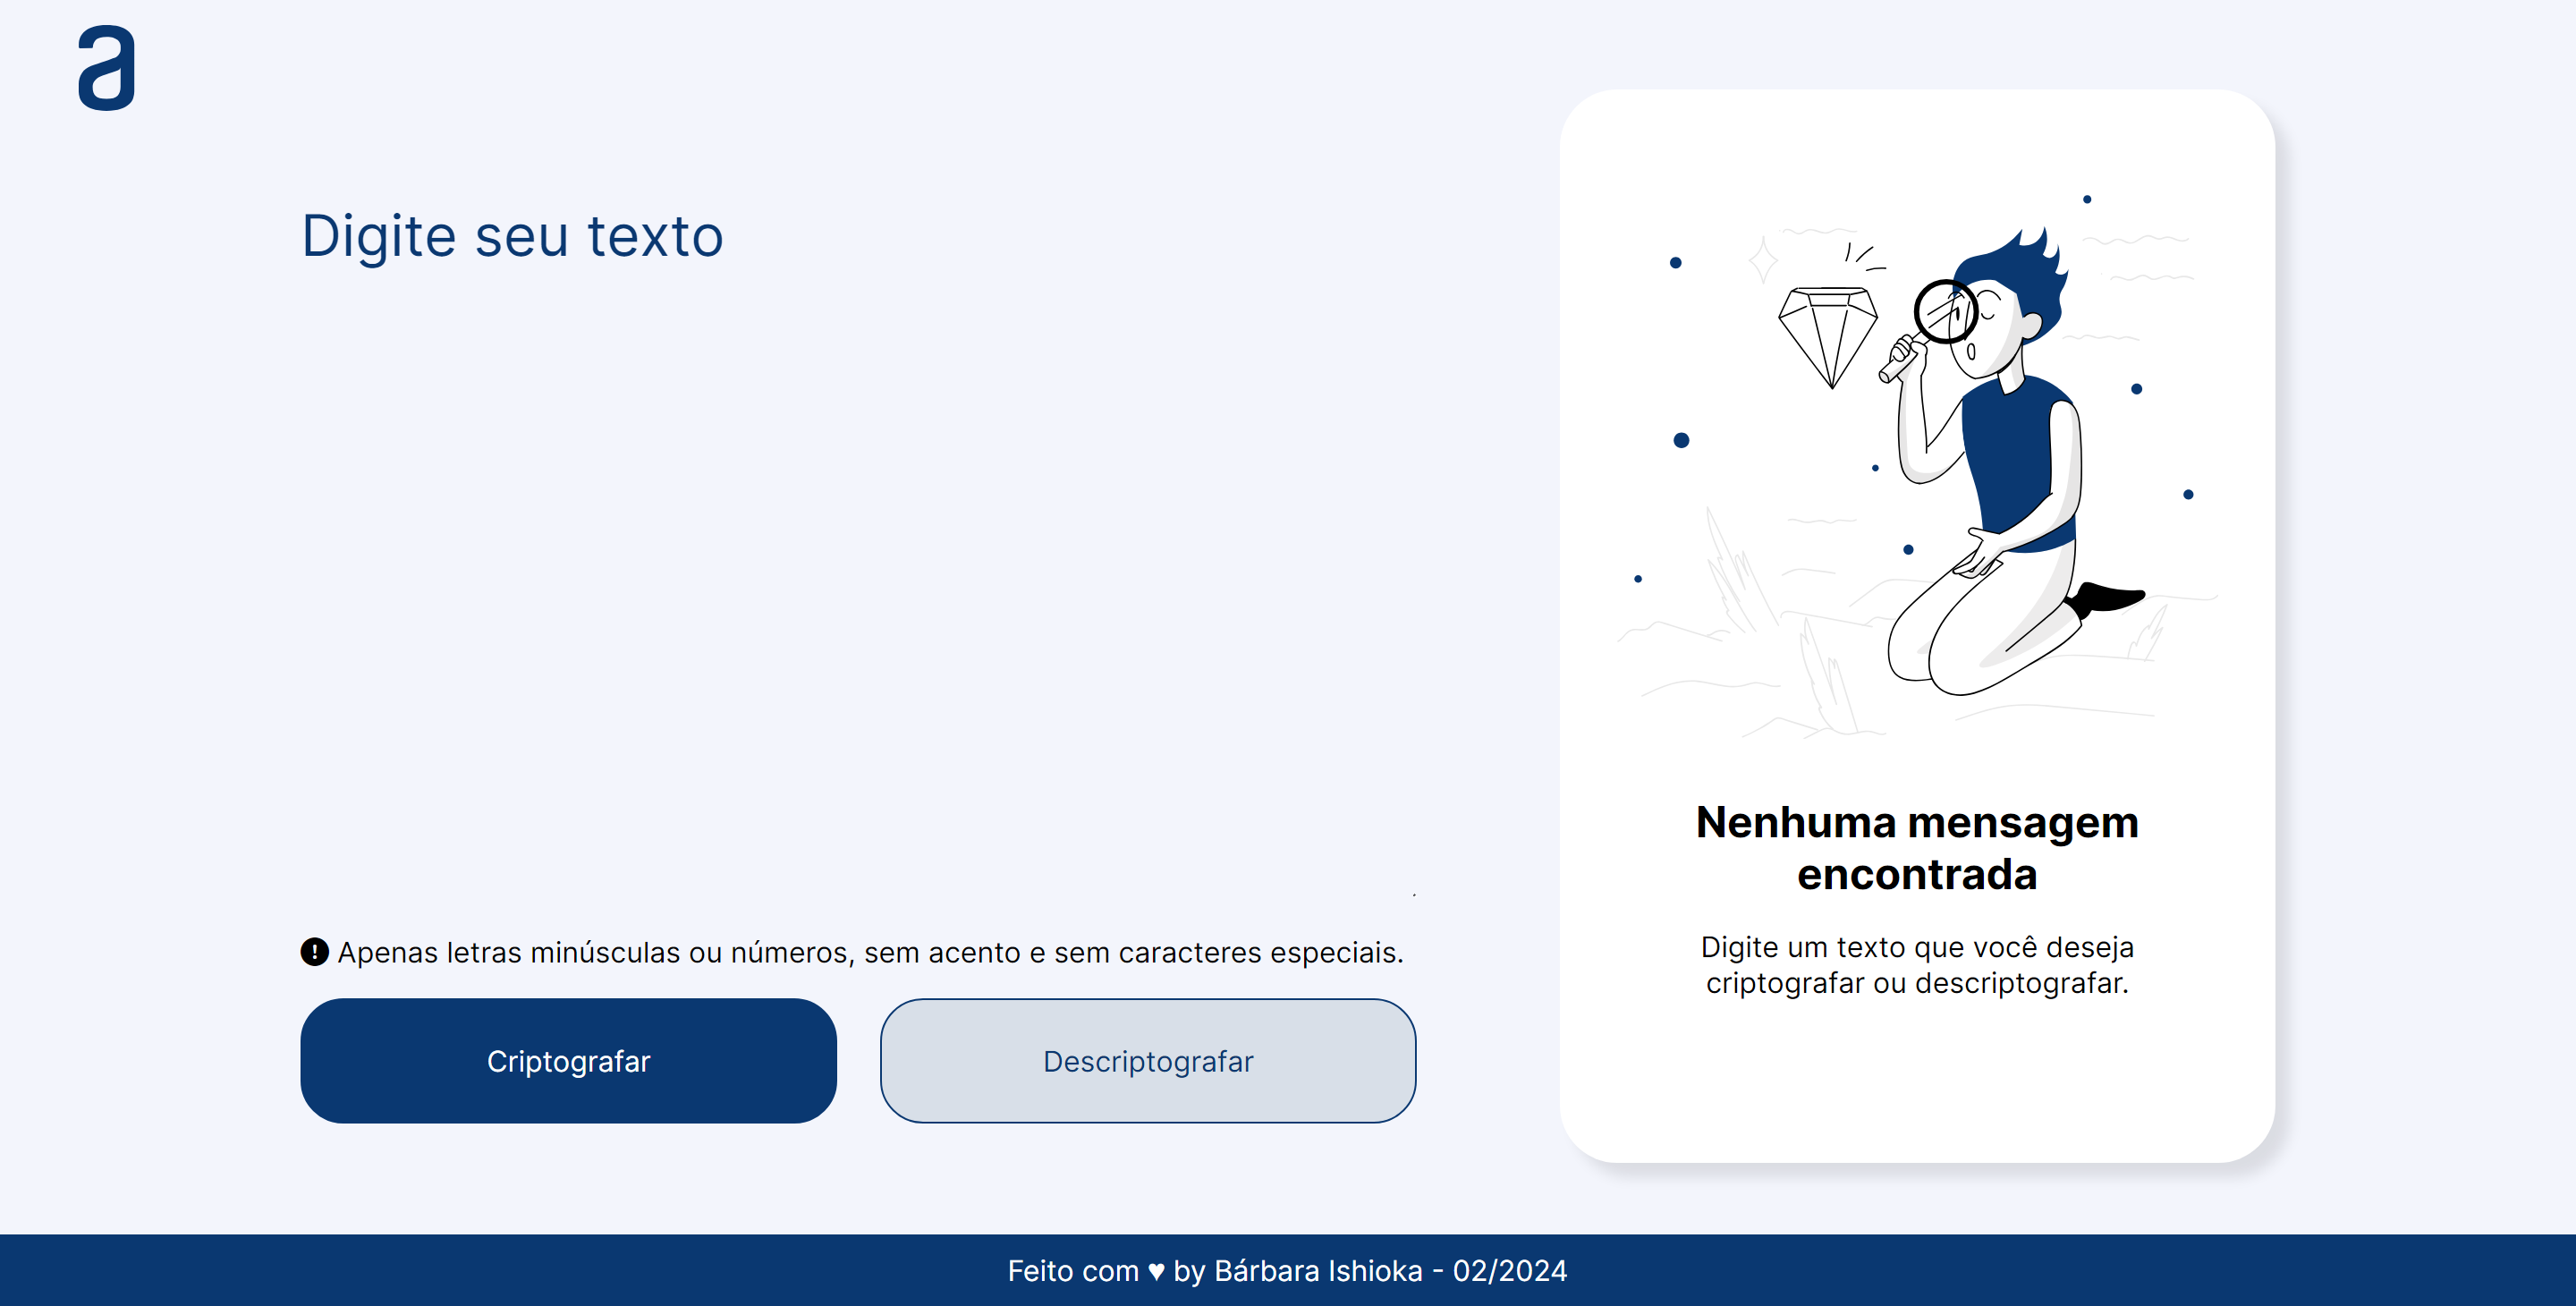 a
Digite seu texto
Apenas letras minúsculas ou números, sem acento e sem caracteres especiais.
Criptografar
Descriptografar
Nenhuma mensagem
encontrada
Digite um texto que você deseja
criptografar ou descriptografar.
Feito com ♥ by Bárbara Ishioka - 02/2024